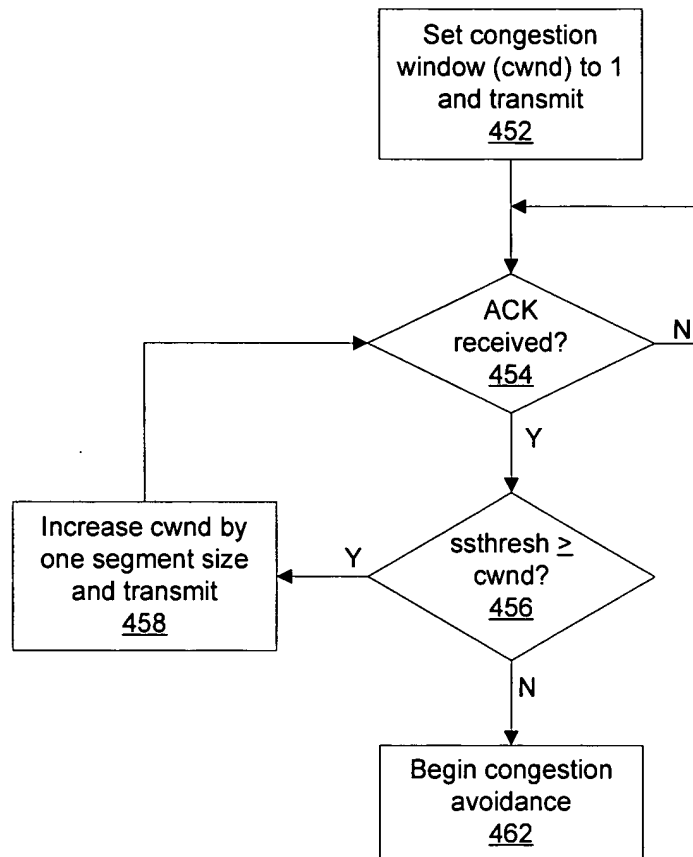 Set congestion
window (cwnd) to 1
and transmit
452
ACK
received?
454
N
Y
Increase cwnd by
one segment size
and transmit
458
Y
ssthresh ≥
cwnd?
456
N
Begin congestion
avoidance
462